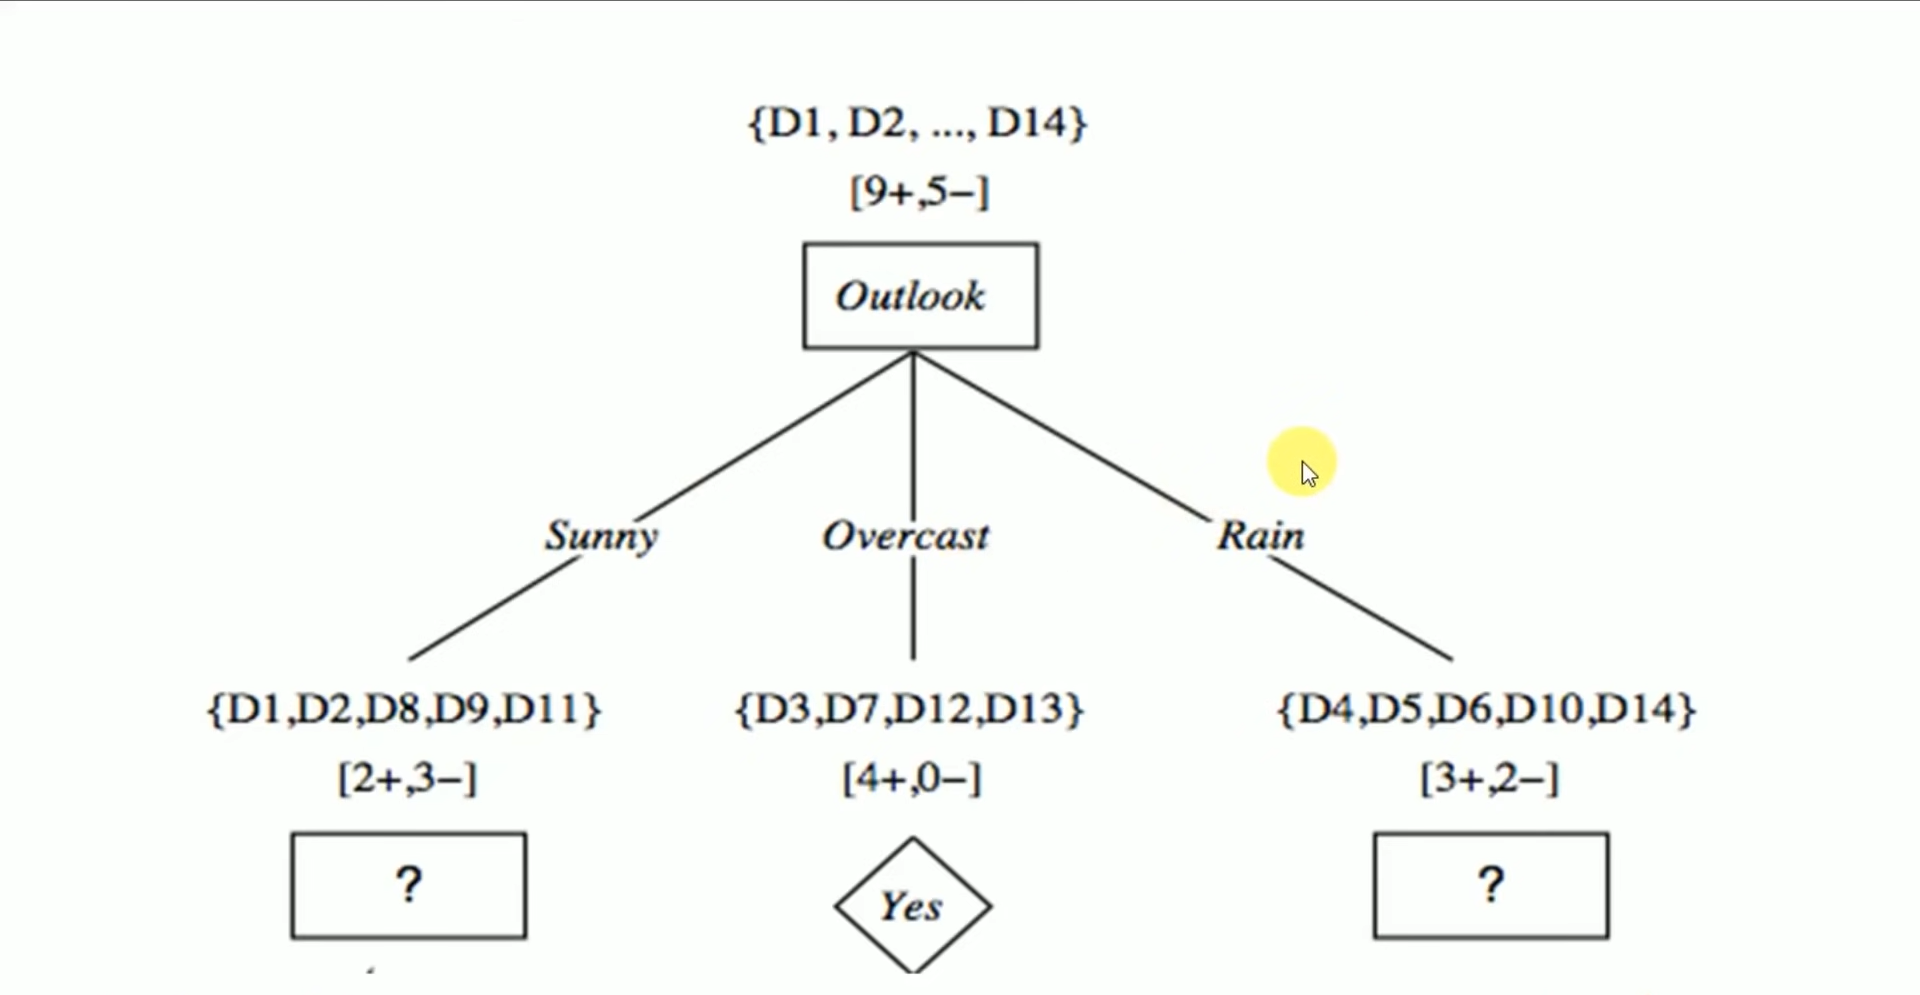 {D1, D2, ..., D14}
[9+,5−]
Outlook
Sunny Overcast Rain
{D1,D2,D8,D9,D11} {D3,D7,D12,D13} {D4,D5,D6,D10,D14}
[2+,3−] [4+,0−] [3+,2−]
? Yes ?